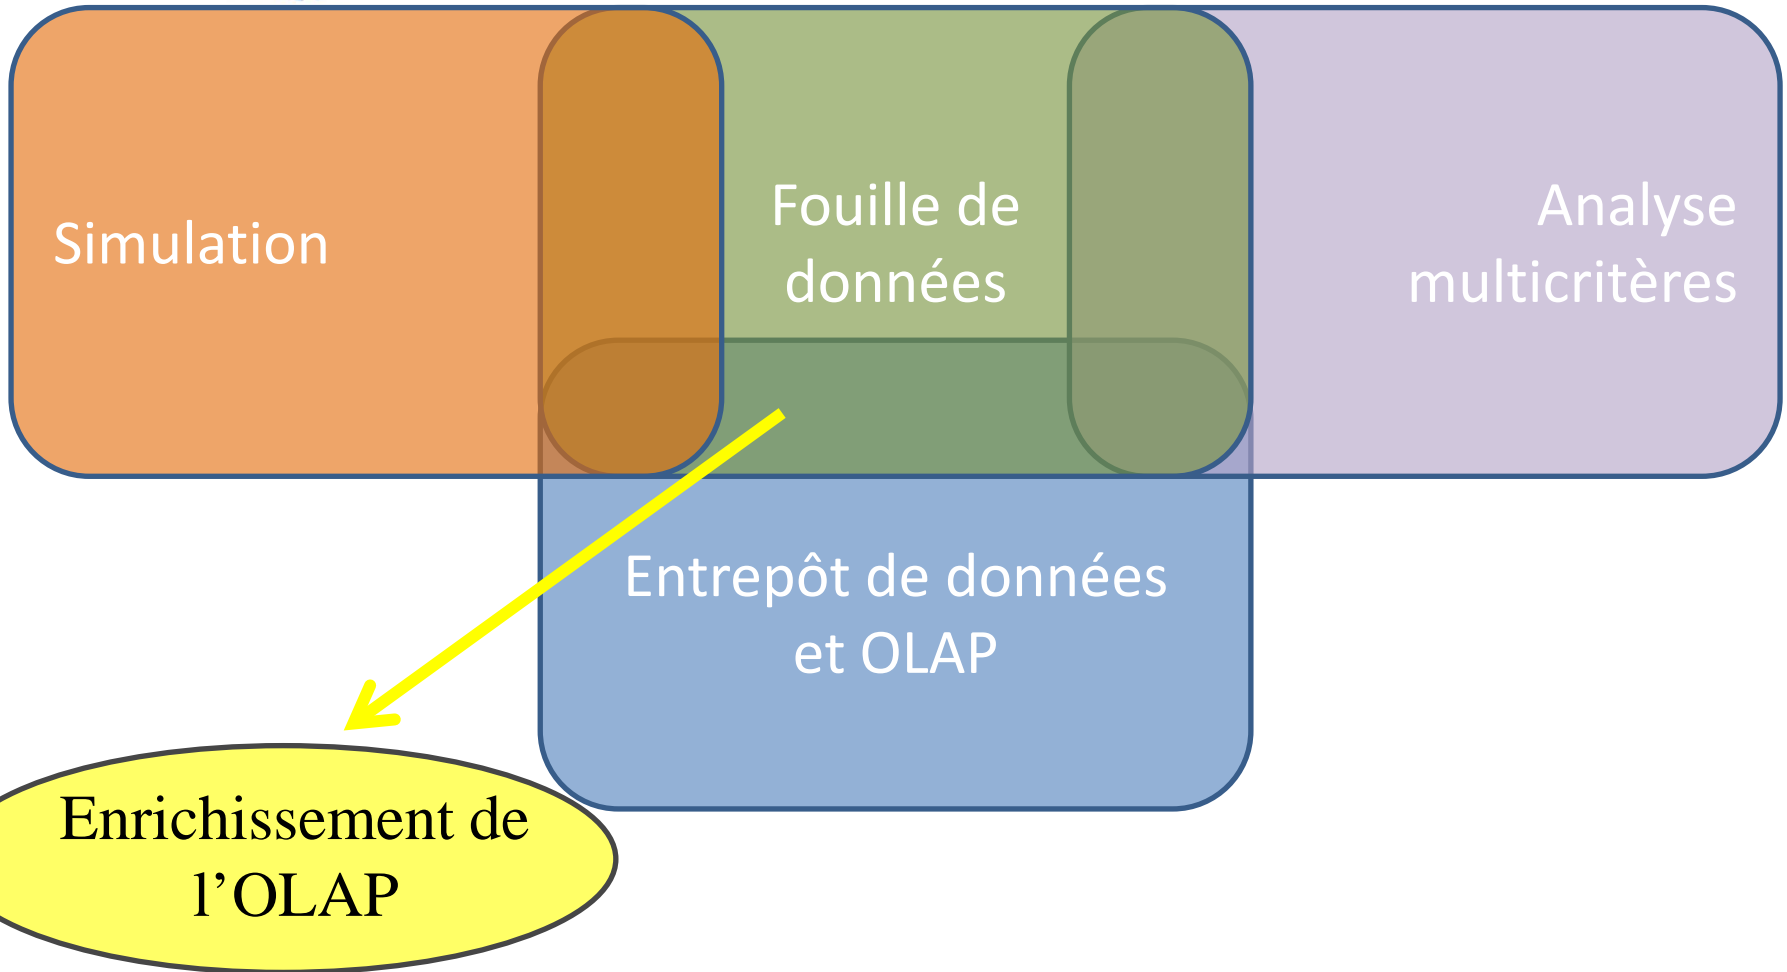 Simulation
Fouille de
données
Analyse
multicritères
Entrepôt de données
et OLAP
Enrichissement de
l’OLAP